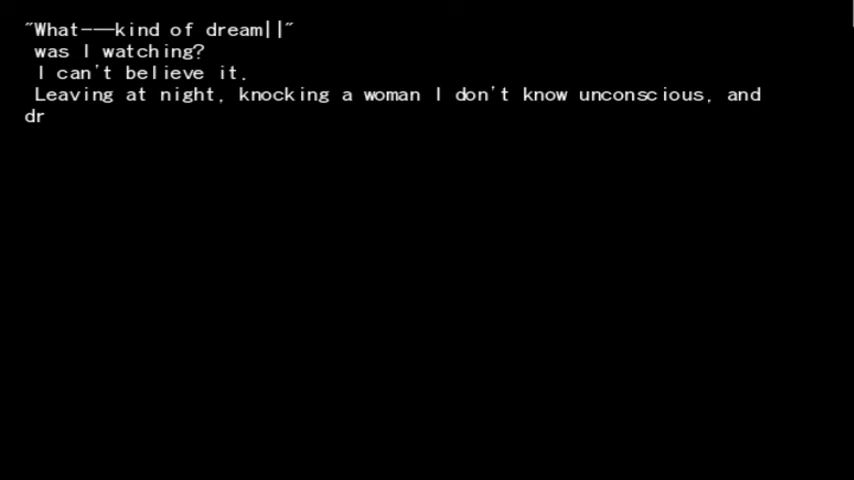 "What-──kind of dream||"
was I watching?
I can't believe it.
Leaving at night, knocking a woman I don't know unconscious, and
dr